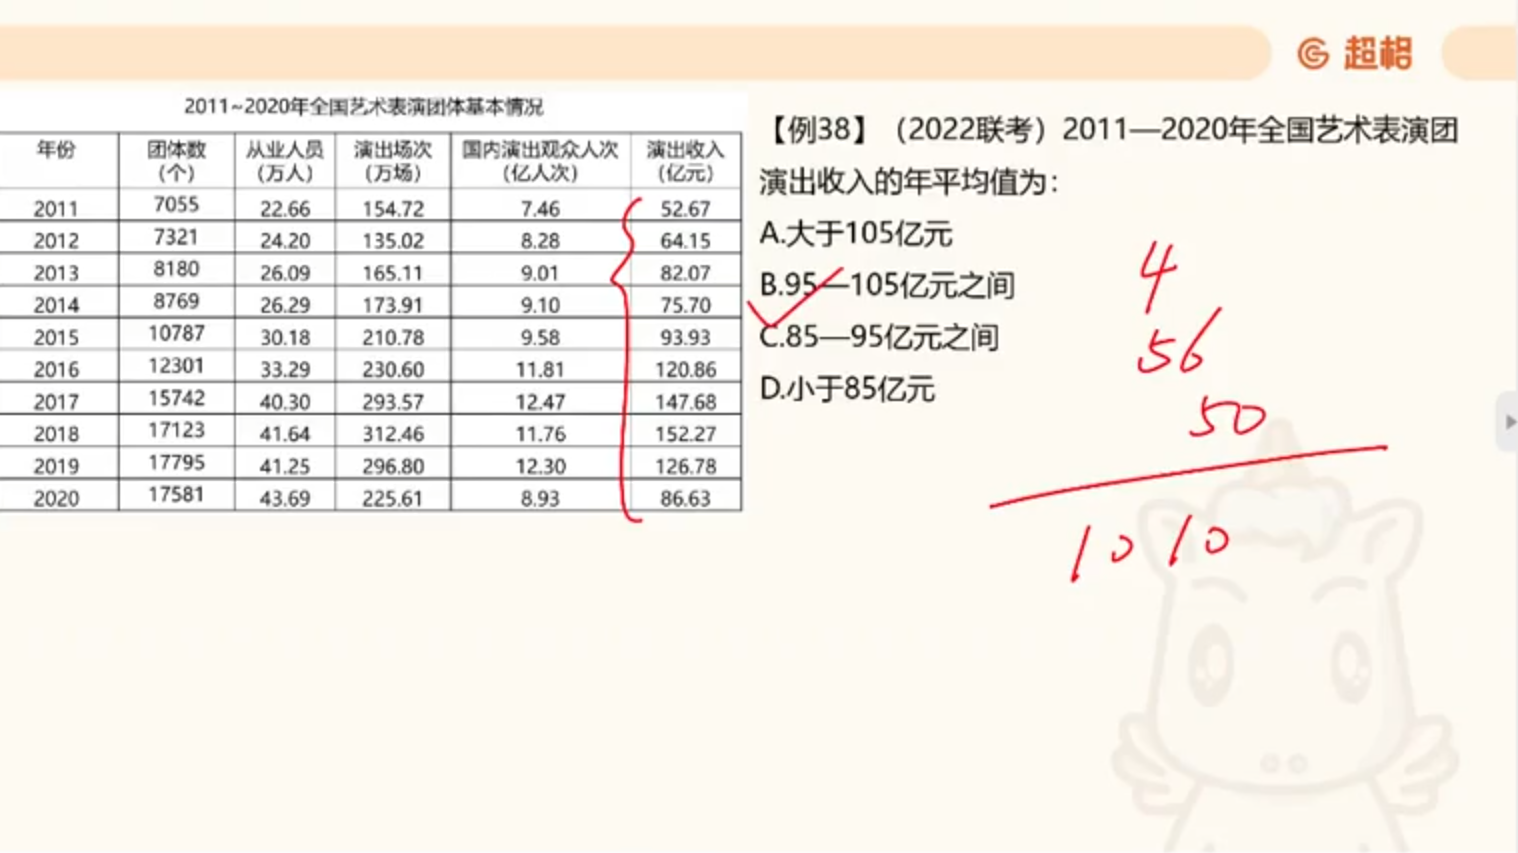 超格
2011~2020年全国艺术表演团体基本情况
年份 团体数（个） 从业人员（万人） 演出场次（万场） 国内演出观众人次（亿人次） 演出收入（亿元）
2011 7055 22.66 154.72 7.46 52.67
2012 7321 24.20 135.02 8.28 64.15
2013 8180 26.09 165.11 9.01 82.07
2014 8769 26.29 173.91 9.10 75.70
2015 10787 30.18 210.78 9.58 93.93
2016 12301 33.29 230.60 11.81 120.86
2017 15742 40.30 293.57 12.47 147.68
2018 17123 41.64 312.46 11.76 152.27
2019 17795 41.25 296.80 12.30 126.78
2020 17581 43.69 225.61 8.93 86.63
【例38】（2022联考）2011—2020年全国艺术表演团
演出收入的年平均值为：
A.大于105亿元
B.95—105亿元之间
C.85—95亿元之间
D.小于85亿元
4
56
50
1010